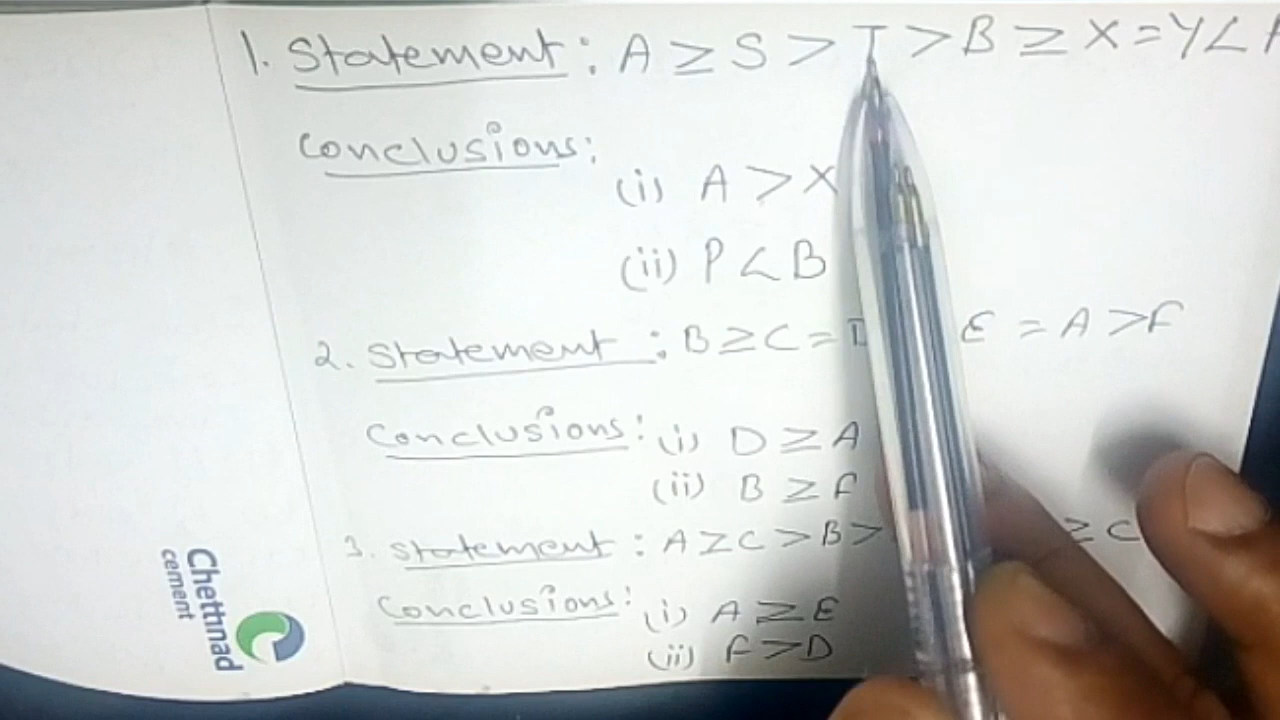 1. Statement: A ≥ S > T > B ≥ X = Y <
Conclusions:
(i) A > X
(ii) P < B
2. Statement: B ≥ C = E = A > F
Conclusions: (i) D ≥ A
(ii) B ≥ F
3. Statement: A ≥ C > B > ≥ C
Conclusions: (i) A ≥ E
(ii) F > D
Chettinad
cement